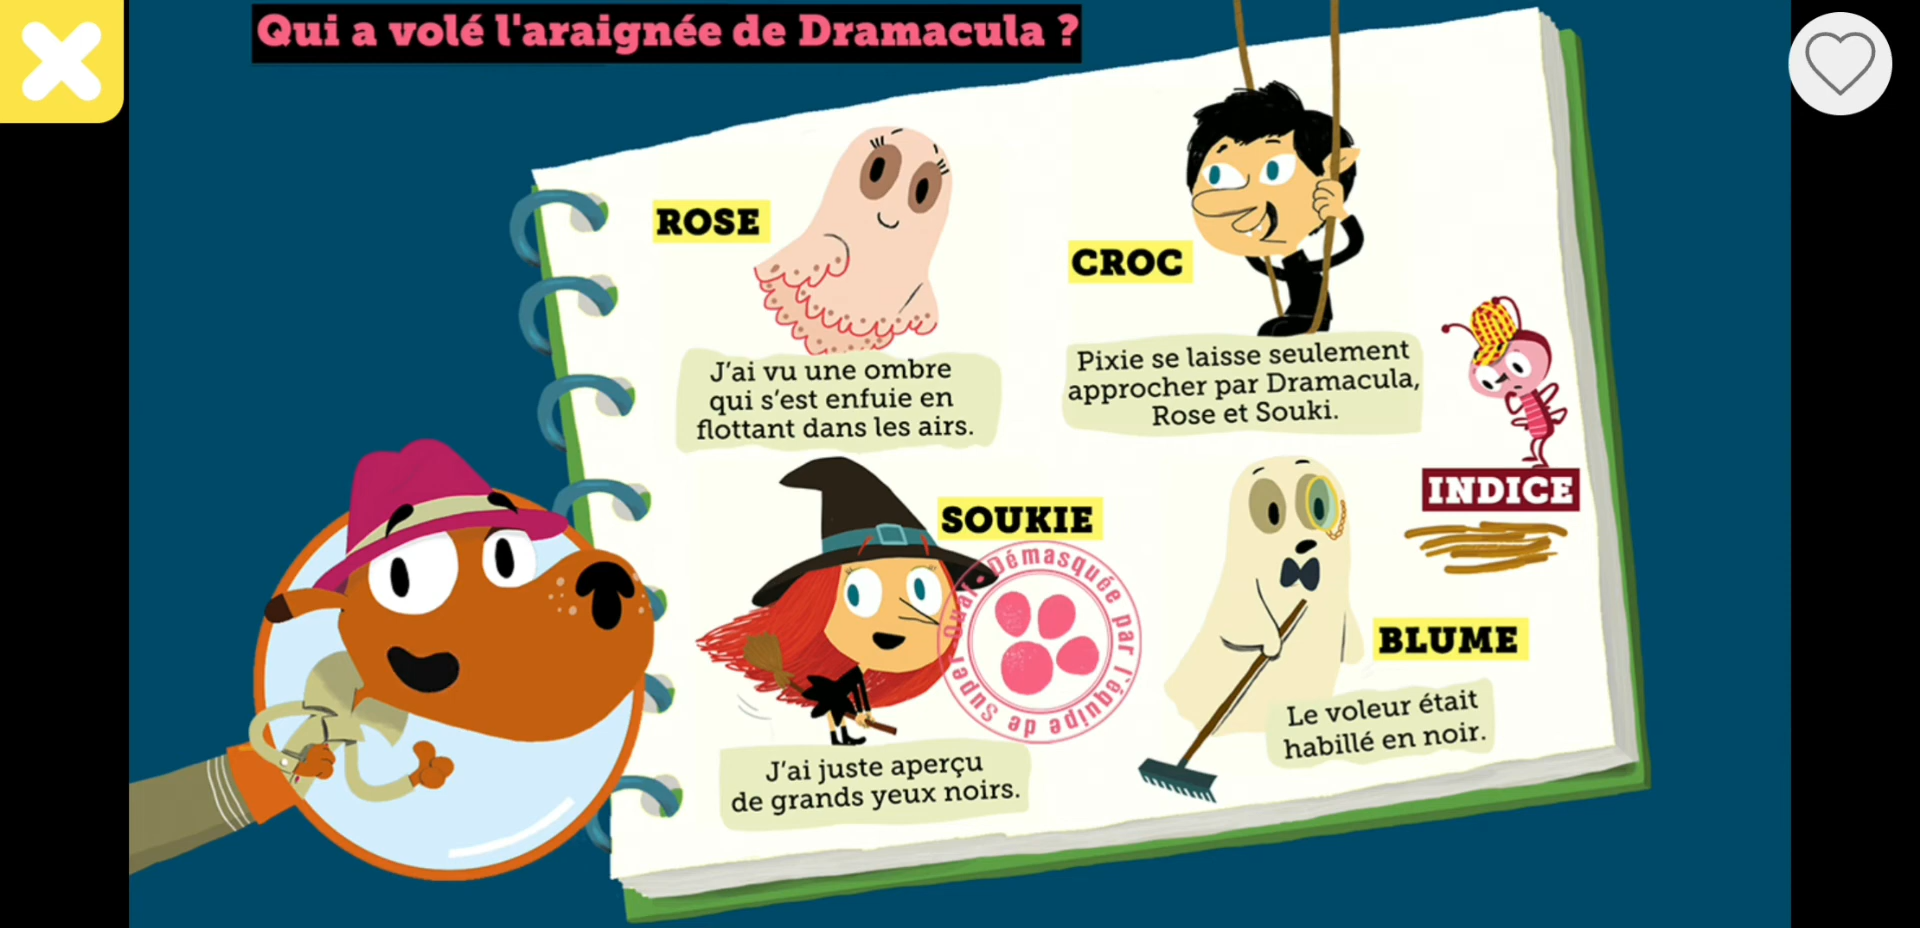 Qui a volé l'araignée de Dramacula ?
ROSE
J'ai vu une ombre
qui s'est enfuie en
flottant dans les airs.
CROC
Pixie se laisse seulement
approcher par Dramacula,
Rose et Souki.
INDICE
SOUKIE
Démasquée par l'équipe de Super Ouaf
J'ai juste aperçu
de grands yeux noirs.
BLUME
Le voleur était
habillé en noir.